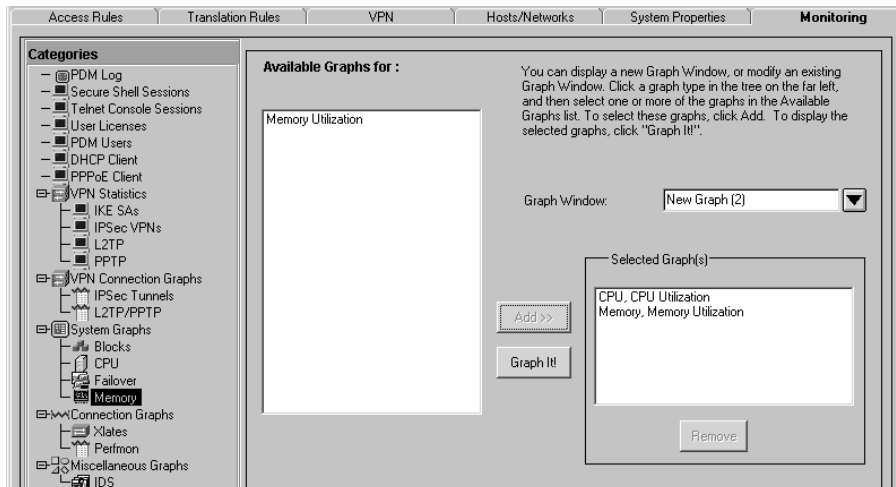 Access Rules
Translation Rules
VPN
Hosts/Networks
System Properties
Monitoring
Categories
PDM Log
Secure Shell Sessions
Telnet Console Sessions
User Licenses
PDM Users
DHCP Client
PPPoE Client
VPN Statistics
IKE SAs
IPSec VPNs
L2TP
PPTP
VPN Connection Graphs
IPSec Tunnels
L2TP/PPTP
System Graphs
Blocks
CPU
Failover
Memory
Connection Graphs
Xlates
Perfmon
Miscellaneous Graphs
IDS
Available Graphs for :
Memory Utilization
You can display a new Graph Window, or modify an existing
Graph Window. Click a graph type in the tree on the far left,
and then select one or more of the graphs in the Available
Graphs list. To select these graphs, click Add. To display the
selected graphs, click "Graph It!".
Graph Window:
New Graph (2)
Add >>
Graph It!
Selected Graph(s)
CPU, CPU Utilization
Memory, Memory Utilization
Remove